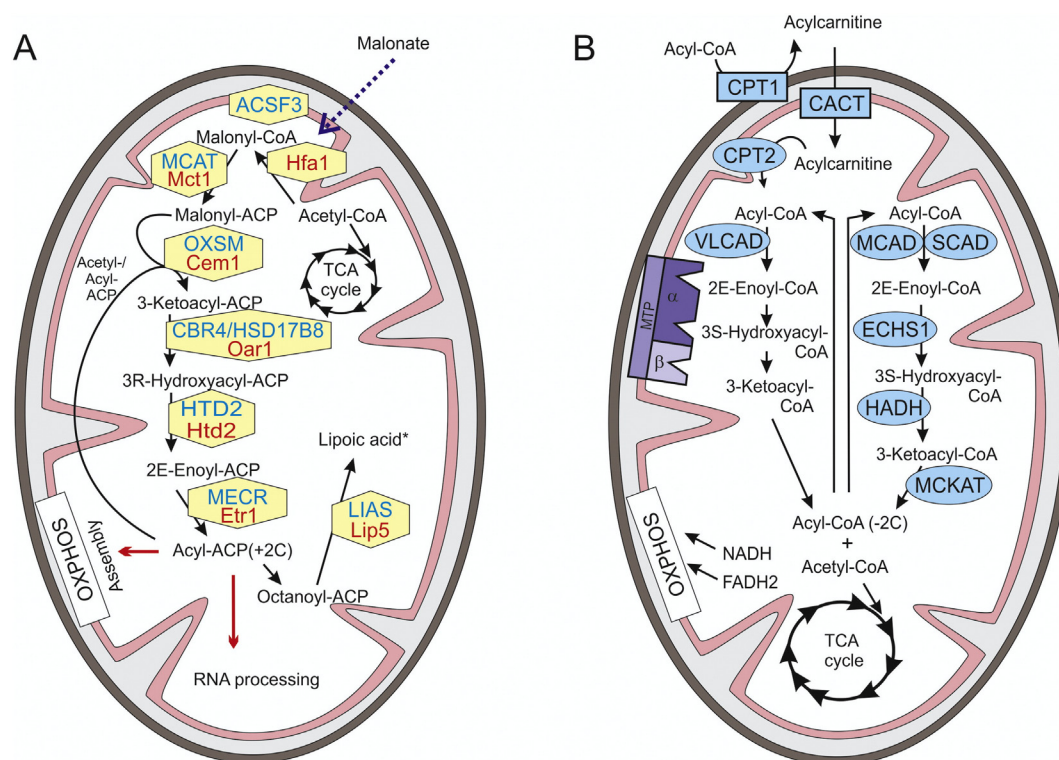 A
Malonate
ACSF3
Malonyl-CoA
MCAT
Mct1
Hfa1
Malonyl-ACP
Acetyl-CoA
OXSM
Cem1
Acetyl-/
Acyl-
ACP
TCA
cycle
3-Ketoacyl-ACP
CBR4/HSD17B8
Oar1
3R-Hydroxyacyl-ACP
HTD2
Htd2
Lipoic acid*
2E-Enoyl-ACP
MECR
Etr1
LIAS
Lip5
OXPHOS
Assembly
Acyl-ACP(+2C)
Octanoyl-ACP
RNA processing
B
Acylcarnitine
Acyl-CoA
CPT1
CACT
CPT2
Acylcarnitine
Acyl-CoA
Acyl-CoA
VLCAD
MCAD
SCAD
MTP
α
β
2E-Enoyl-CoA
2E-Enoyl-CoA
3S-Hydroxyacyl-
CoA
ECHS1
3-Ketoacyl-
CoA
3S-Hydroxyacyl-
CoA
HADH
3-Ketoacyl-CoA
MCKAT
Acyl-CoA (-2C)
+
Acetyl-CoA
OXPHOS
NADH
FADH2
TCA
cycle